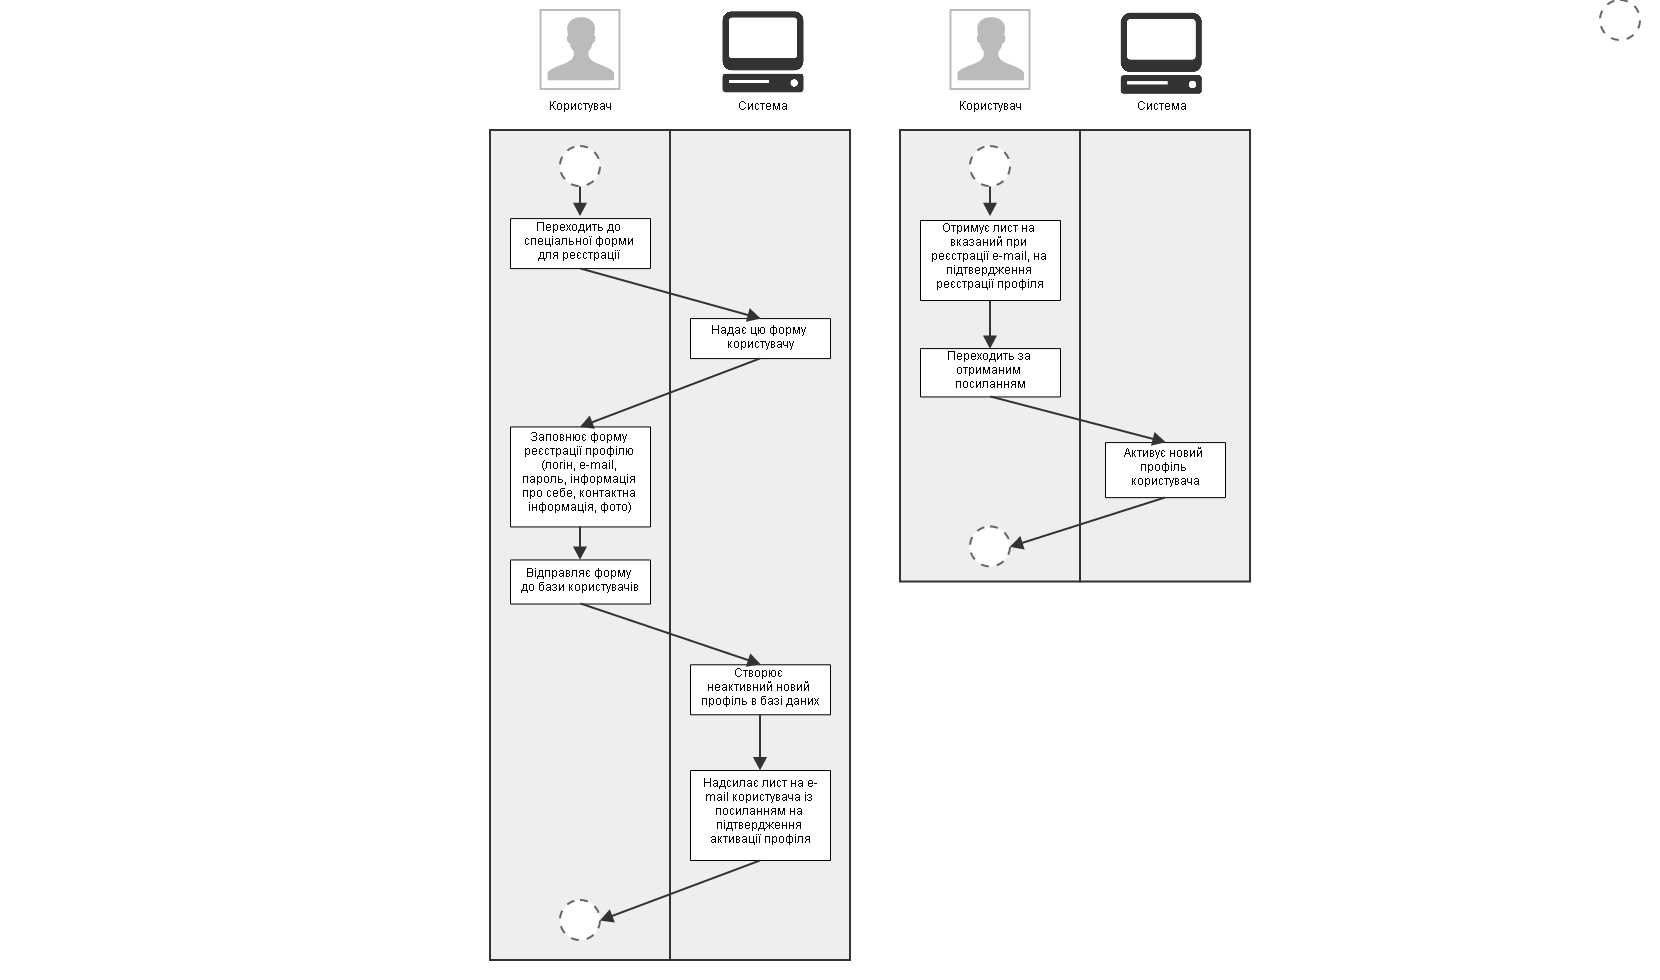 Користувач
Система
Переходить до
спеціальної форми
для реєстрації
Надає цю форму
користувачу
Заповнює форму
реєстрації профілю
(логін, e-mail,
пароль, інформація
про себе, контактна
інформація, фото)
Відправляє форму
до бази користувачів
Створює
неактивний новий
профіль в базі даних
Надсилає лист на e-
mail користувача із
посиланням на
підтвердження
активації профіля
Користувач
Система
Отримує лист на
вказаний при
реєстрації e-mail, на
підтвердження
реєстрації профіля
Переходить за
отриманим
посиланням
Активує новий
профіль
користувача